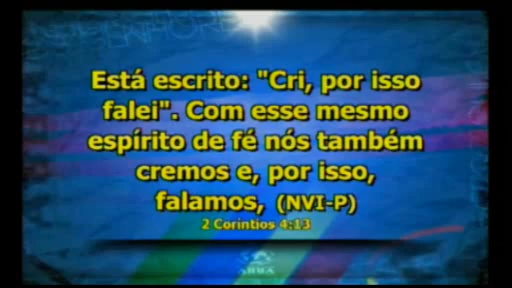 Está escrito: "Cri, por isso
falei". Com esse mesmo
espírito de fé nós também
cremos e, por isso,
falamos, (NVI-P)
2 Coríntios 4:13